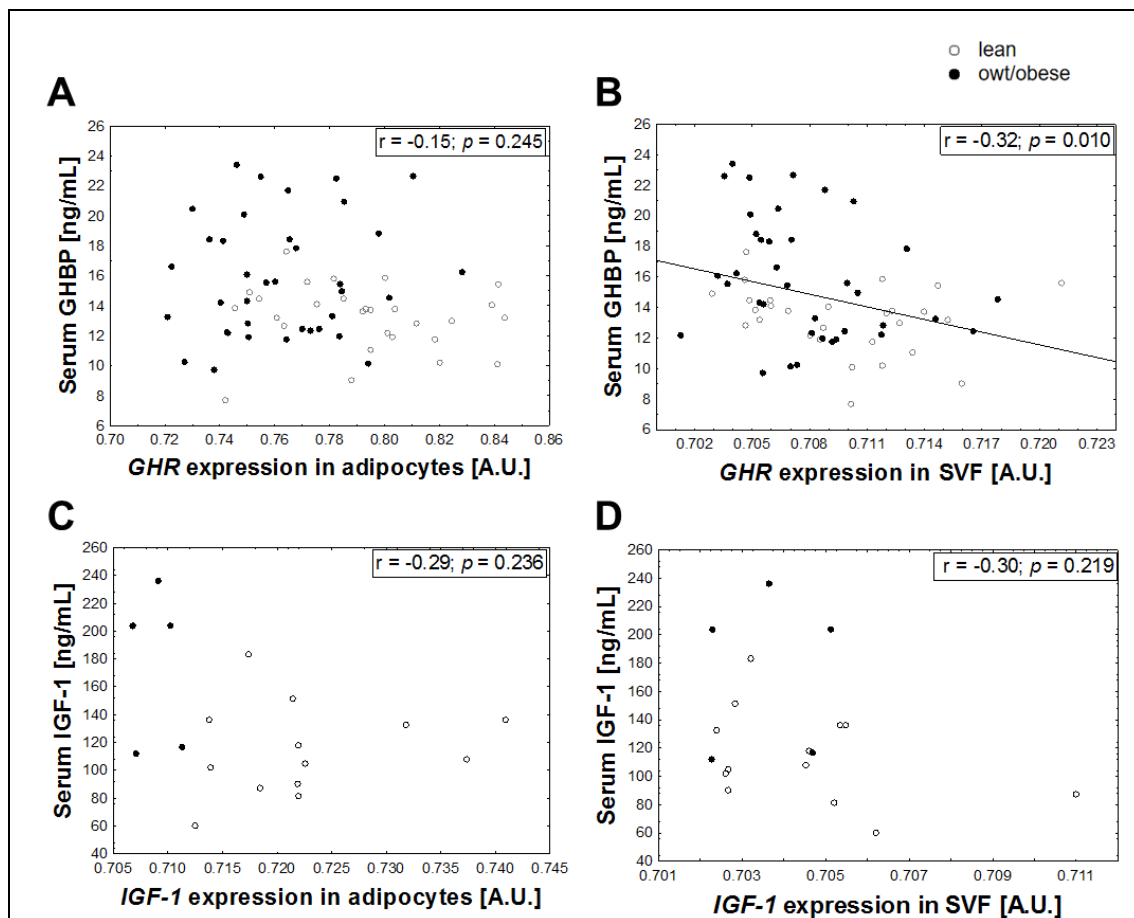 lean
owt/obese
A
r = -0.15; p = 0.245
26
24
22
20
18
16
14
12
10
8
6
Serum GHBP [ng/mL]
0.70 0.72 0.74 0.76 0.78 0.80 0.82 0.84 0.86
GHR expression in adipocytes [A.U.]
B
r = -0.32; p = 0.010
26
24
22
20
18
16
14
12
10
8
6
Serum GHBP [ng/mL]
0.702 0.705 0.708 0.711 0.714 0.717 0.720 0.723
GHR expression in SVF [A.U.]
C
r = -0.29; p = 0.236
260
240
220
200
180
160
140
120
100
80
60
40
Serum IGF-1 [ng/mL]
0.705 0.710 0.715 0.720 0.725 0.730 0.735 0.740 0.745
IGF-1 expression in adipocytes [A.U.]
D
r = -0.30; p = 0.219
260
240
220
200
180
160
140
120
100
80
60
40
Serum IGF-1 [ng/mL]
0.701 0.703 0.705 0.707 0.709 0.711
IGF-1 expression in SVF [A.U.]